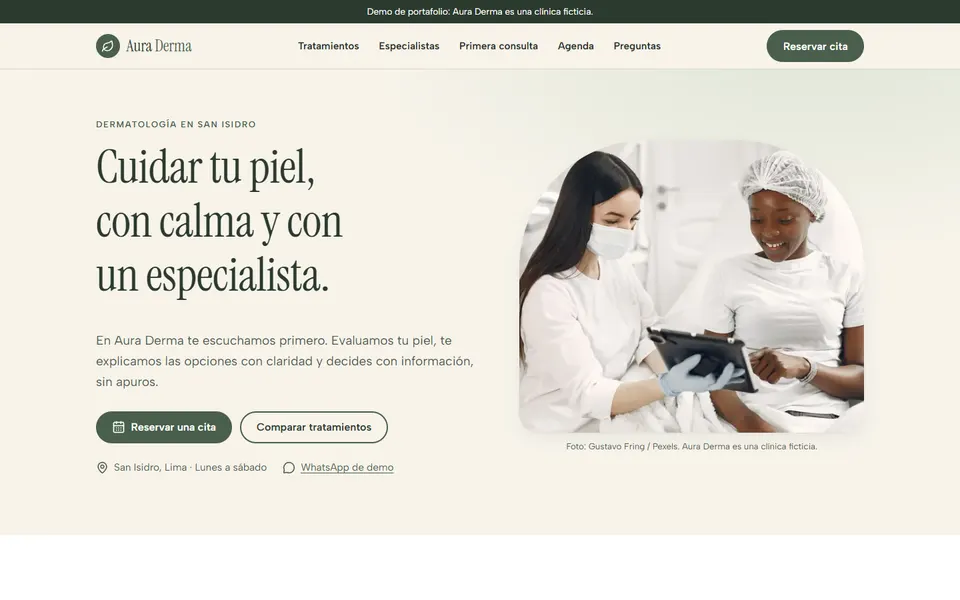 Demo de portafolio: Aura Derma es una clínica ficticia.
Aura Derma
Tratamientos
Especialistas
Primera consulta
Agenda
Preguntas
Reservar cita
DERMATOLOGÍA EN SAN ISIDRO
Cuidar tu piel,
con calma y con
un especialista.
En Aura Derma te escuchamos primero. Evaluamos tu piel, te
explicamos las opciones con claridad y decides con información,
sin apuros.
Reservar una cita
Comparar tratamientos
San Isidro, Lima · Lunes a sábado
WhatsApp de demo
Foto: Gustavo Fring / Pexels. Aura Derma es una clínica ficticia.